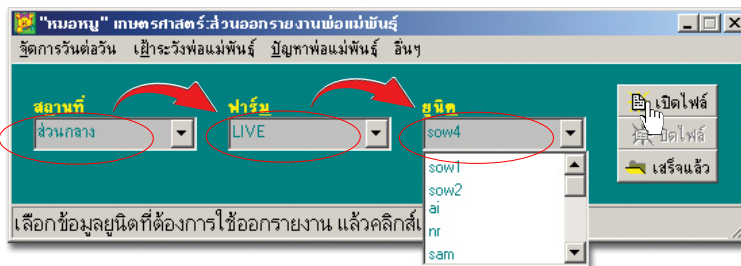 "หมอหมู" เกษตรศาสตร์:ส่วนออกรายงานพ่อแม่พันธุ์
จัดการวันต่อวัน เฝ้าระวังพ่อแม่พันธุ์ ปัญหาพ่อแม่พันธุ์ อื่นๆ
สถานที่ ฟาร์ม ยูนิต
ส่วนกลาง LIVE sow4
เปิดไฟล์
ปิดไฟล์
เสร็จแล้ว
sow1
sow2
ai
nr
sam
เลือกข้อมูลยูนิตที่ต้องการใช้ออกรายงาน แล้วคลิกส์